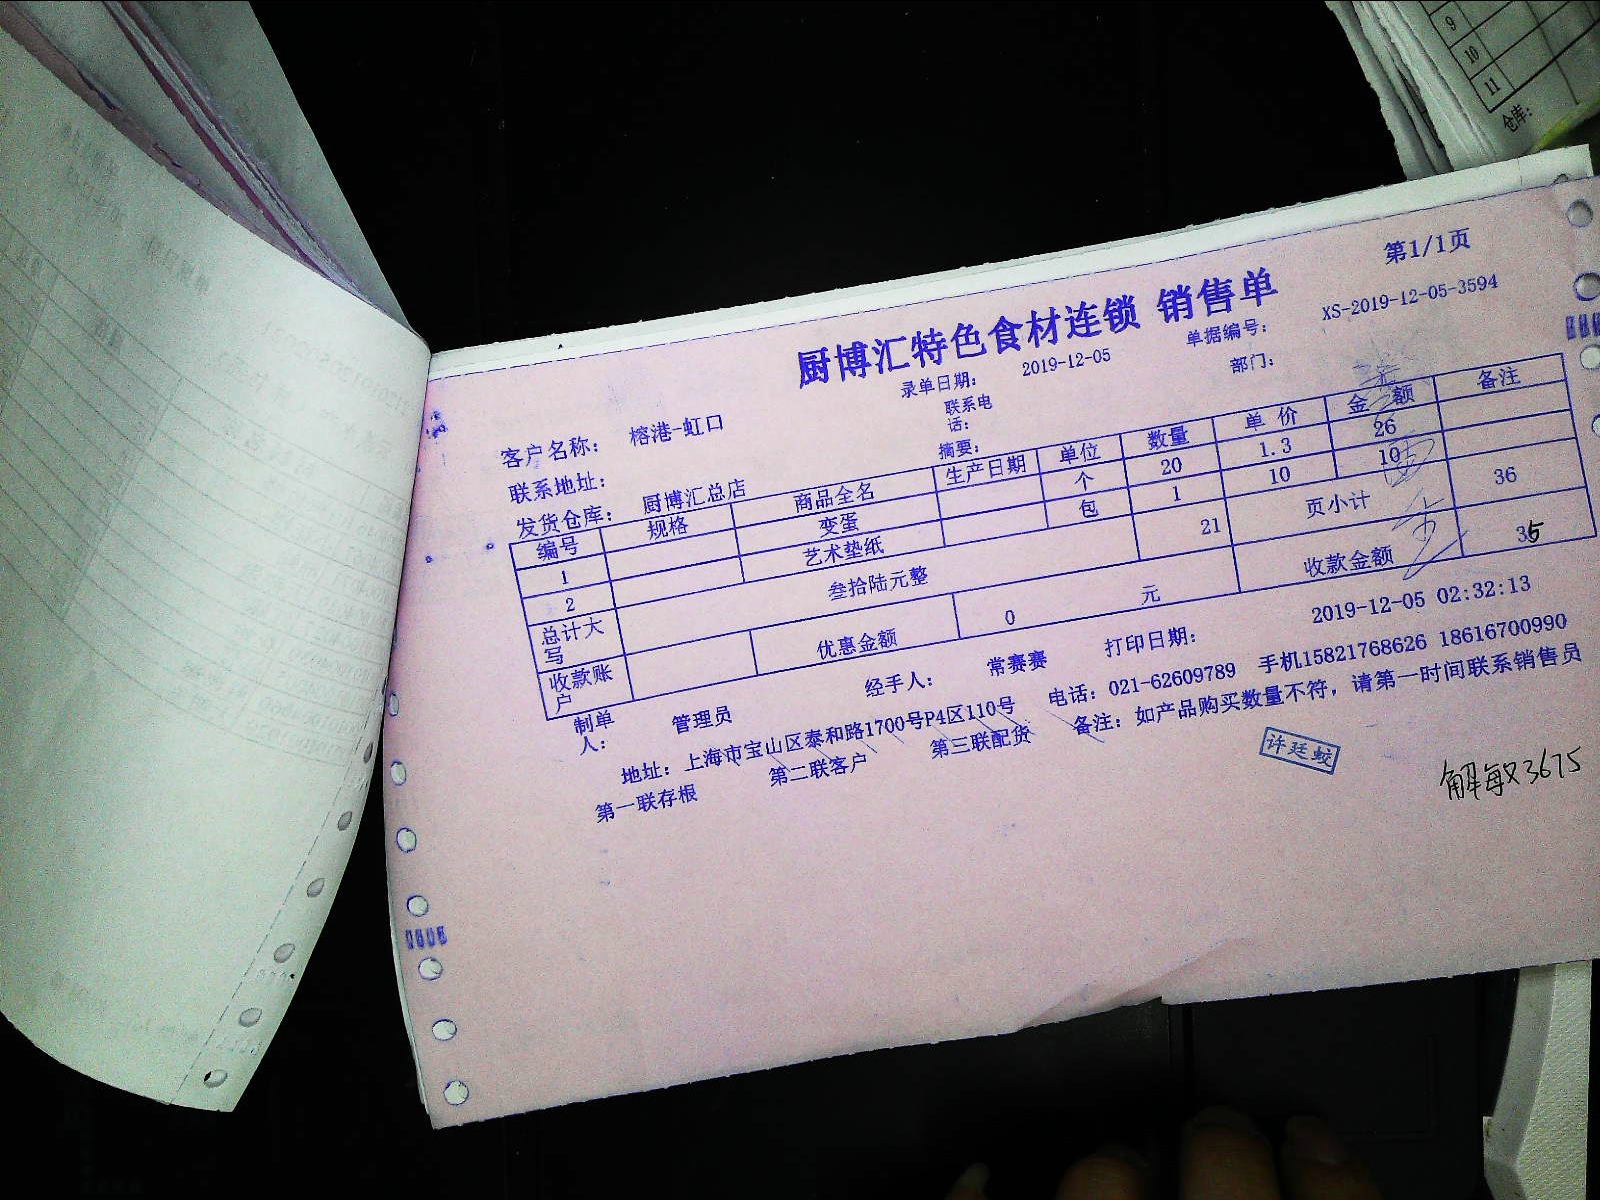 9
10
11
仓库:
第1/1页
厨博汇特色食材连锁 销售单
录单日期: 2019-12-05 单据编号: XS-2019-12-05-3594
客户名称: 榕港-虹口 联系电话: 部门:
联系地址: 摘要:
发货仓库: 厨博汇总店
编号 规格 商品全名 生产日期 单位 数量 单价 金额 备注
1 变蛋 个 20 1.3 26
2 艺术垫纸 包 1 10 10
总计大写 叁拾陆元整 21 页小计 36
收款账户 优惠金额 0 元 收款金额 35
制单人: 管理员 经手人: 常赛赛 打印日期: 2019-12-05 02:32:13
地址: 上海市宝山区泰和路1700号P4区110号 电话: 021-62609789 手机15821768626 18616700990
第一联存根 第二联客户 第三联配货 备注: 如产品购买数量不符，请第一时间联系销售员
许廷蛟
解敏3675